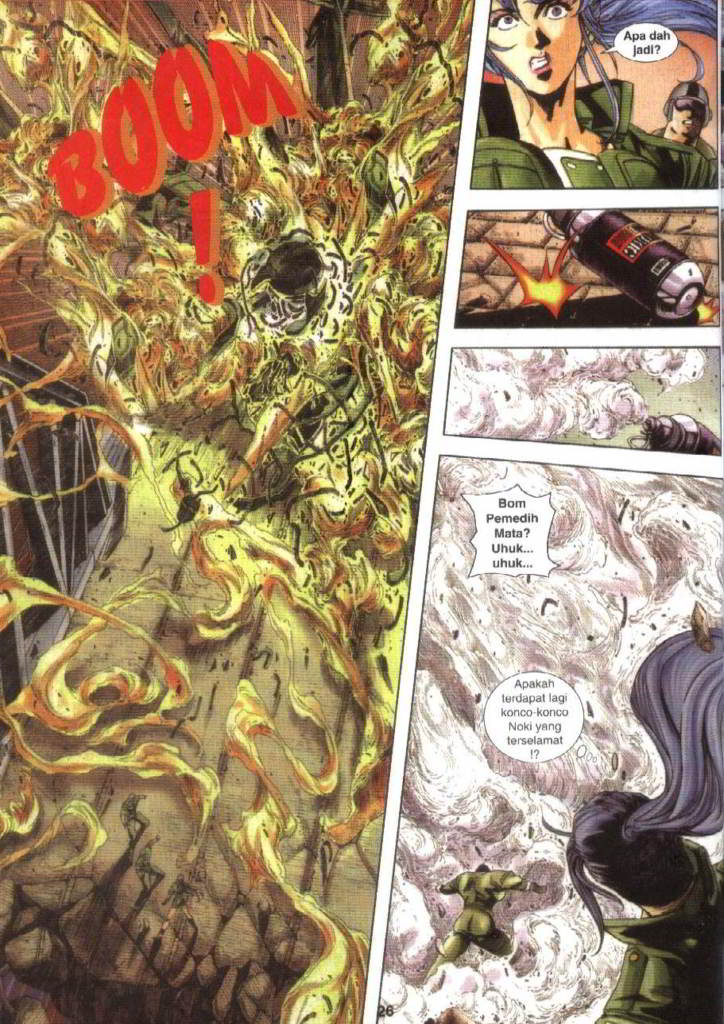 BOOM
!
Apa dah
jadi?
Bom
Pemedih
Mata?
Uhuk...
uhuk...
Apakah
terdapat lagi
konco-konco
Noki yang
terselamat
!?
26